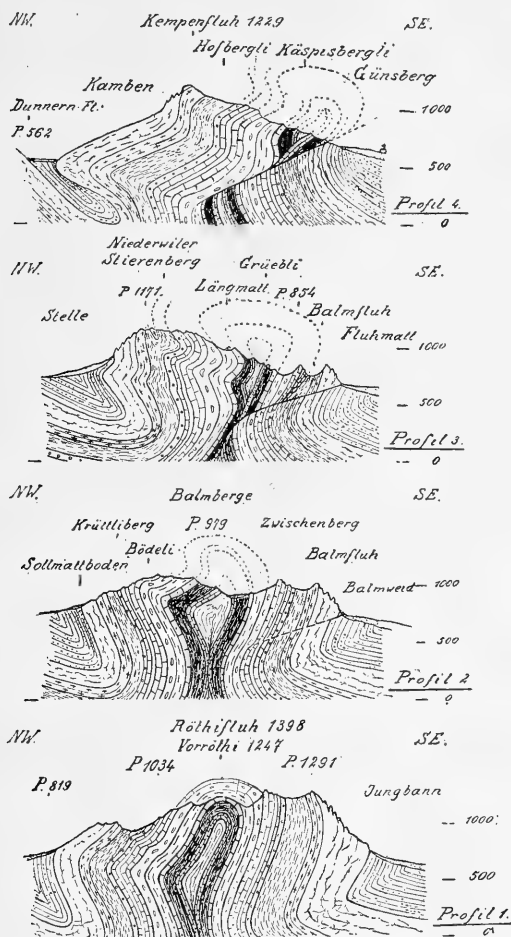 NW. Kempenfluh 1229 SE.
Hofbergli Käspisbergli
Kamben Günsberg
Dunnern-Fl.
P. 562
— 1000
— 500
Profil 4.
— 0
Niederwiler
NW. Stierenberg Grüebli SE.
P 1171. Längmatt. P. 854
Stelle Balmfluh
Fluhmatt
— 1000
— 500
Profil 3.
— 0
NW. Balmberge SE.
Krüttliberg P. 979 Zwischenberg
Sollmattboden Bödeli Balmfluh
Balmweid — 1000
— 500
Profil 2
— 0
Röthifluh 1398
NW. Vorröthi 1247 SE.
P 1034 P. 1291
P. 819 Jungbann
-- 1000
— 500
Profil 1.
0